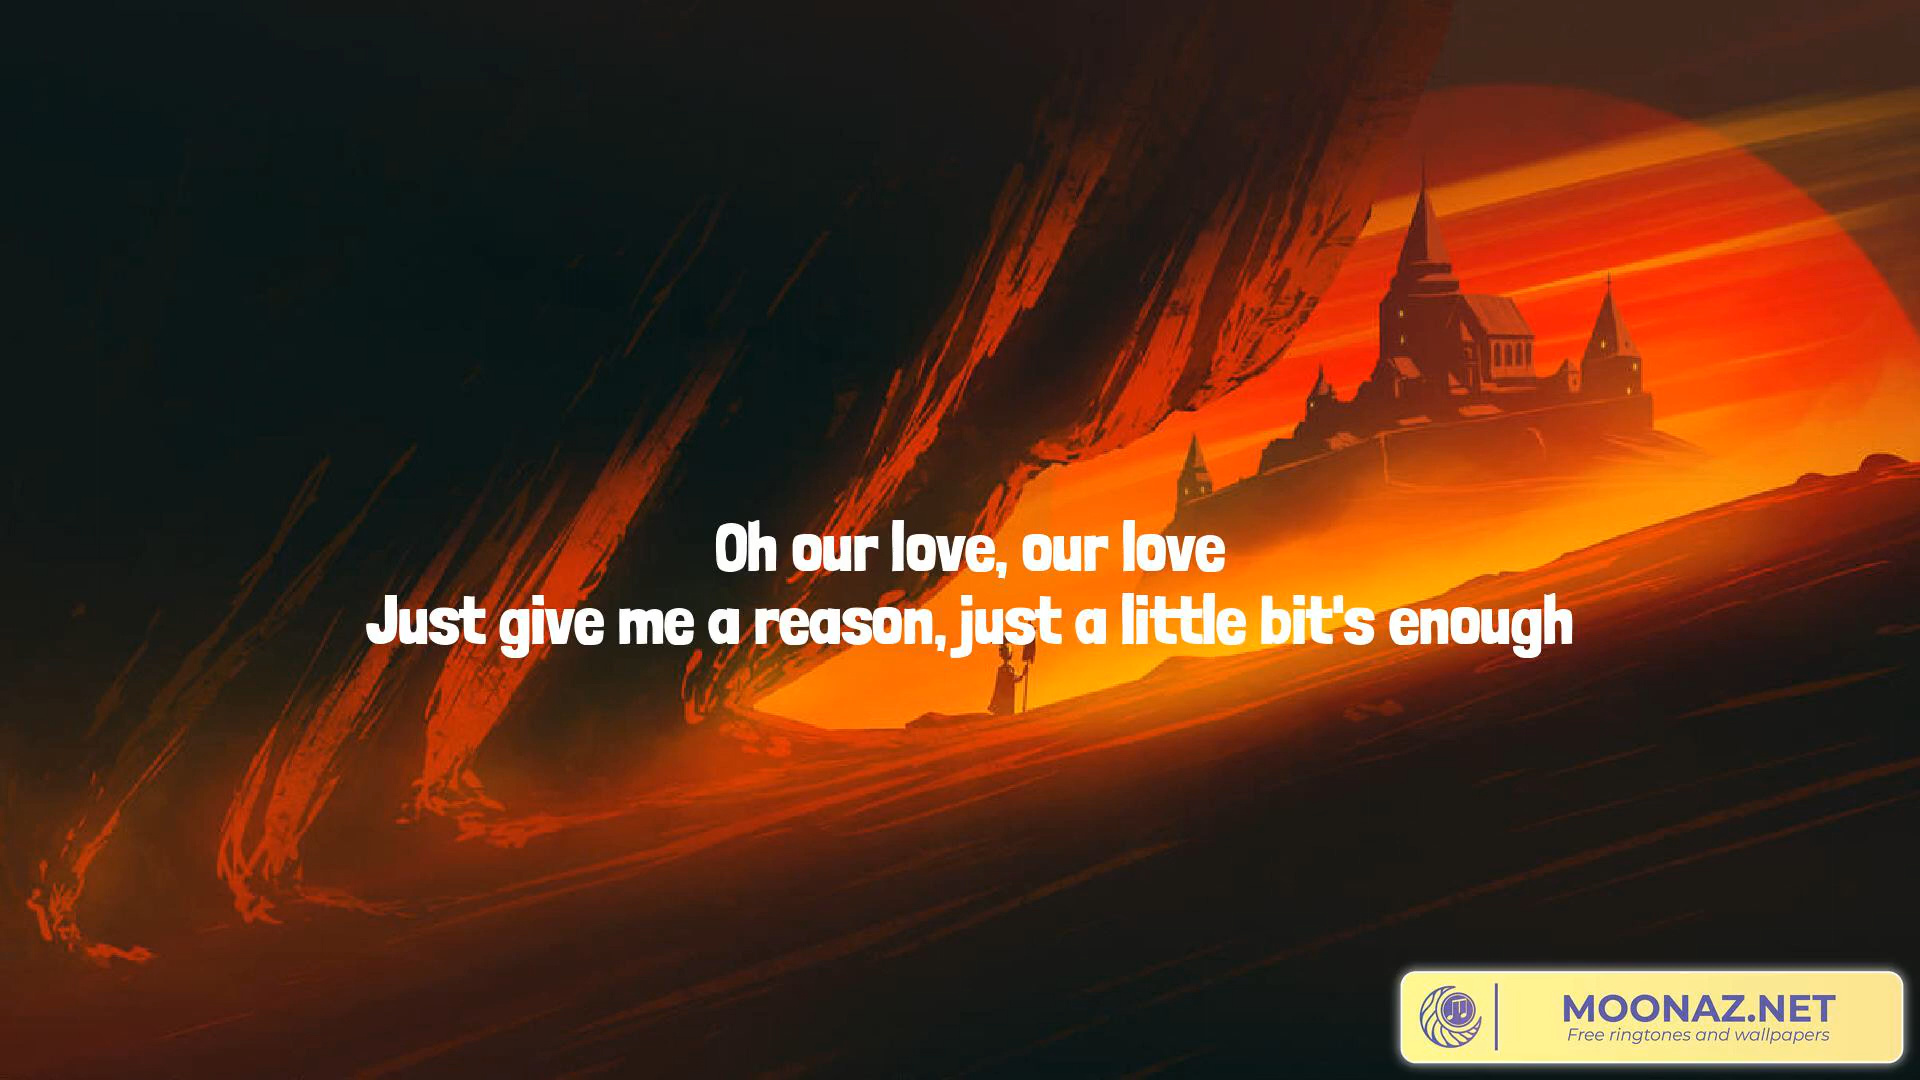 Oh our love, our love
Just give me a reason, just a little bit's enough
MOONAZ.NET
Free ringtones and wallpapers